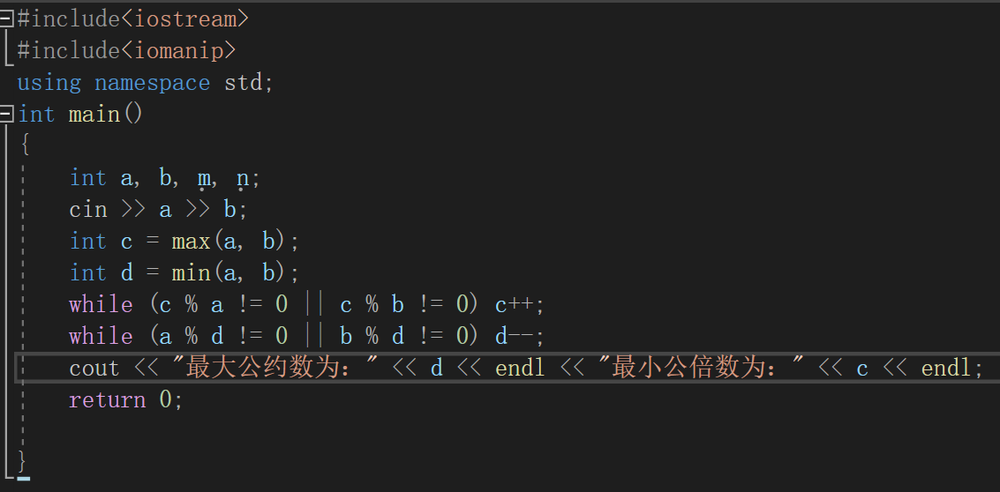 #include<iostream>
#include<iomanip>
using namespace std;
int main()
{
int a, b, m, n;
cin >> a >> b;
int c = max(a, b);
int d = min(a, b);
while (c % a != 0 || c % b != 0) c++;
while (a % d != 0 || b % d != 0) d--;
cout << "最大公约数为：" << d << endl << "最小公倍数为：" << c << endl;
return 0;
}